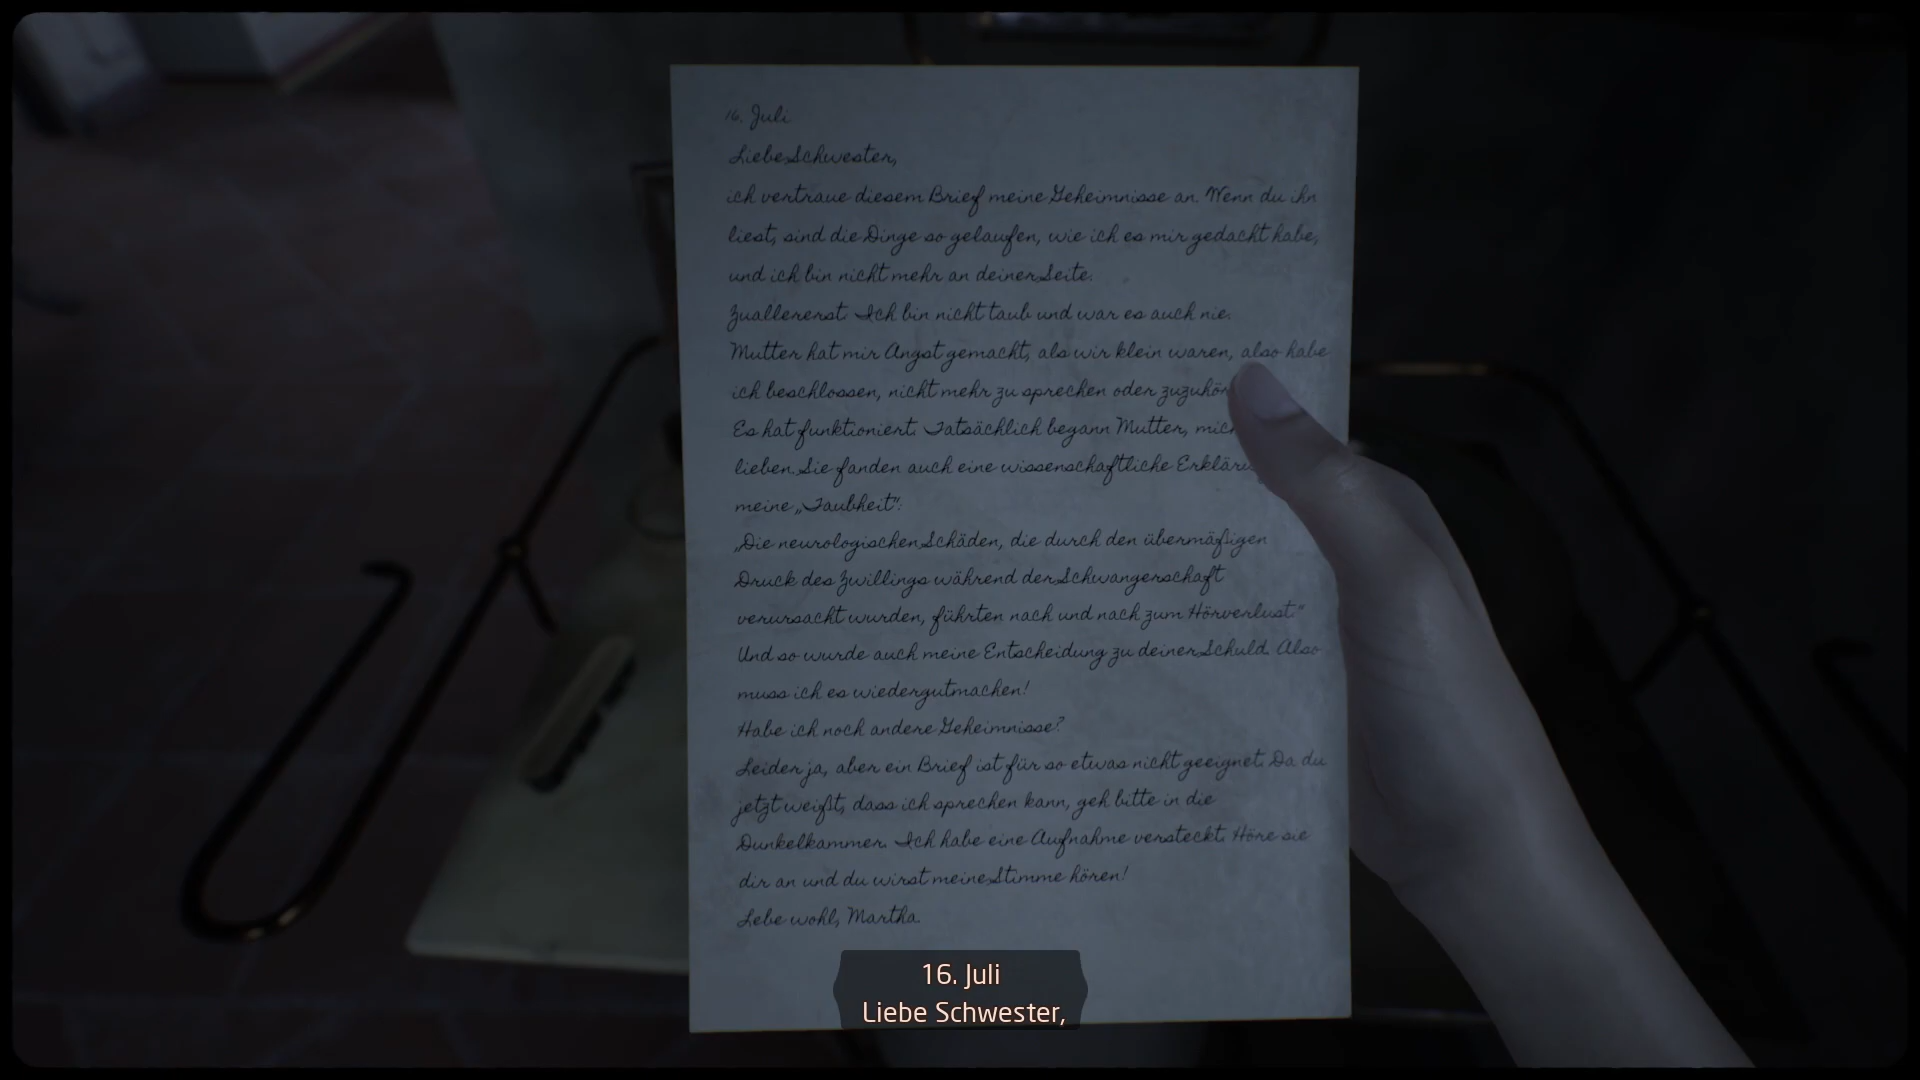 16. Juli
Liebe Schwester,
ich vertraue diesem Brief meine Geheimnisse an. Wenn du ihn
liest, sind die Dinge so gelaufen, wie ich es mir gedacht habe,
und ich bin nicht mehr an deiner Seite.
Zuallererst: Ich bin nicht taub und war es auch nie.
Mutter hat mir Angst gemacht, als wir klein waren, also habe
ich beschlossen, nicht mehr zu sprechen oder
Es hat funktioniert. Tatsächlich begann Mutter,
lieben. Sie fanden auch eine wissenschaftliche
meine „Taubheit“:
„Die neurologischen Schäden, die durch den übermäßigen
Druck des Zwillings während der Schwangerschaft
verursacht wurden, führten nach und nach zum Hörverlust.“
Und so wurde auch meine Entscheidung zu deiner Schuld. Also
muss ich es wiedergutmachen!
Habe ich noch andere Geheimnisse?
Leider ja, aber ein Brief ist für so etwas nicht geeignet. Da du
jetzt weißt, dass ich sprechen kann, geh bitte in die
Dunkelkammer. Ich habe eine Aufnahme versteckt. Höre sie
dir an und du wirst meine Stimme hören!
Lebe wohl, Martha
16. Juli
Liebe Schwester,